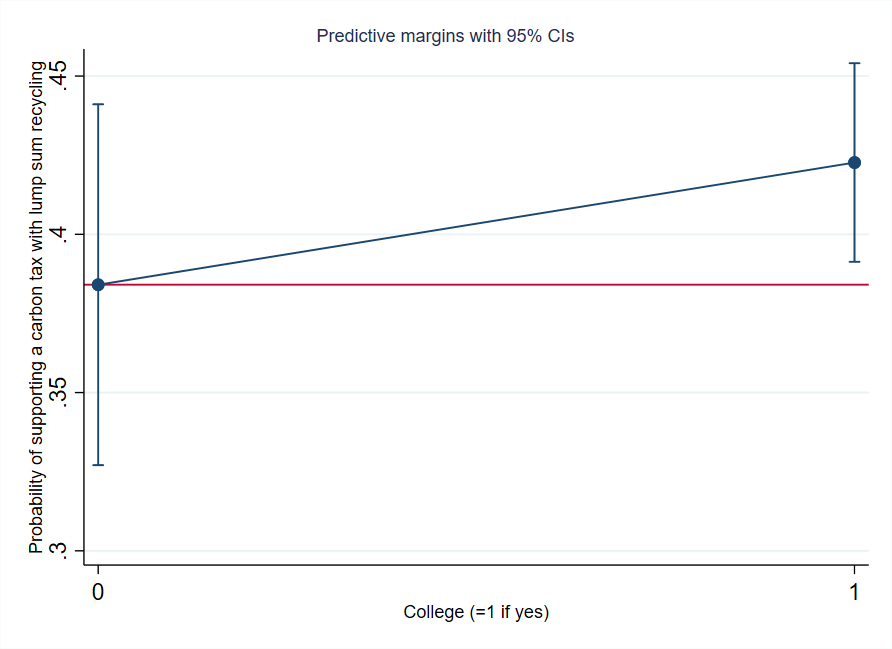 Predictive margins with 95% CIs
Probability of supporting a carbon tax with lump sum recycling
.45
.4
.35
.3
0
1
College (=1 if yes)